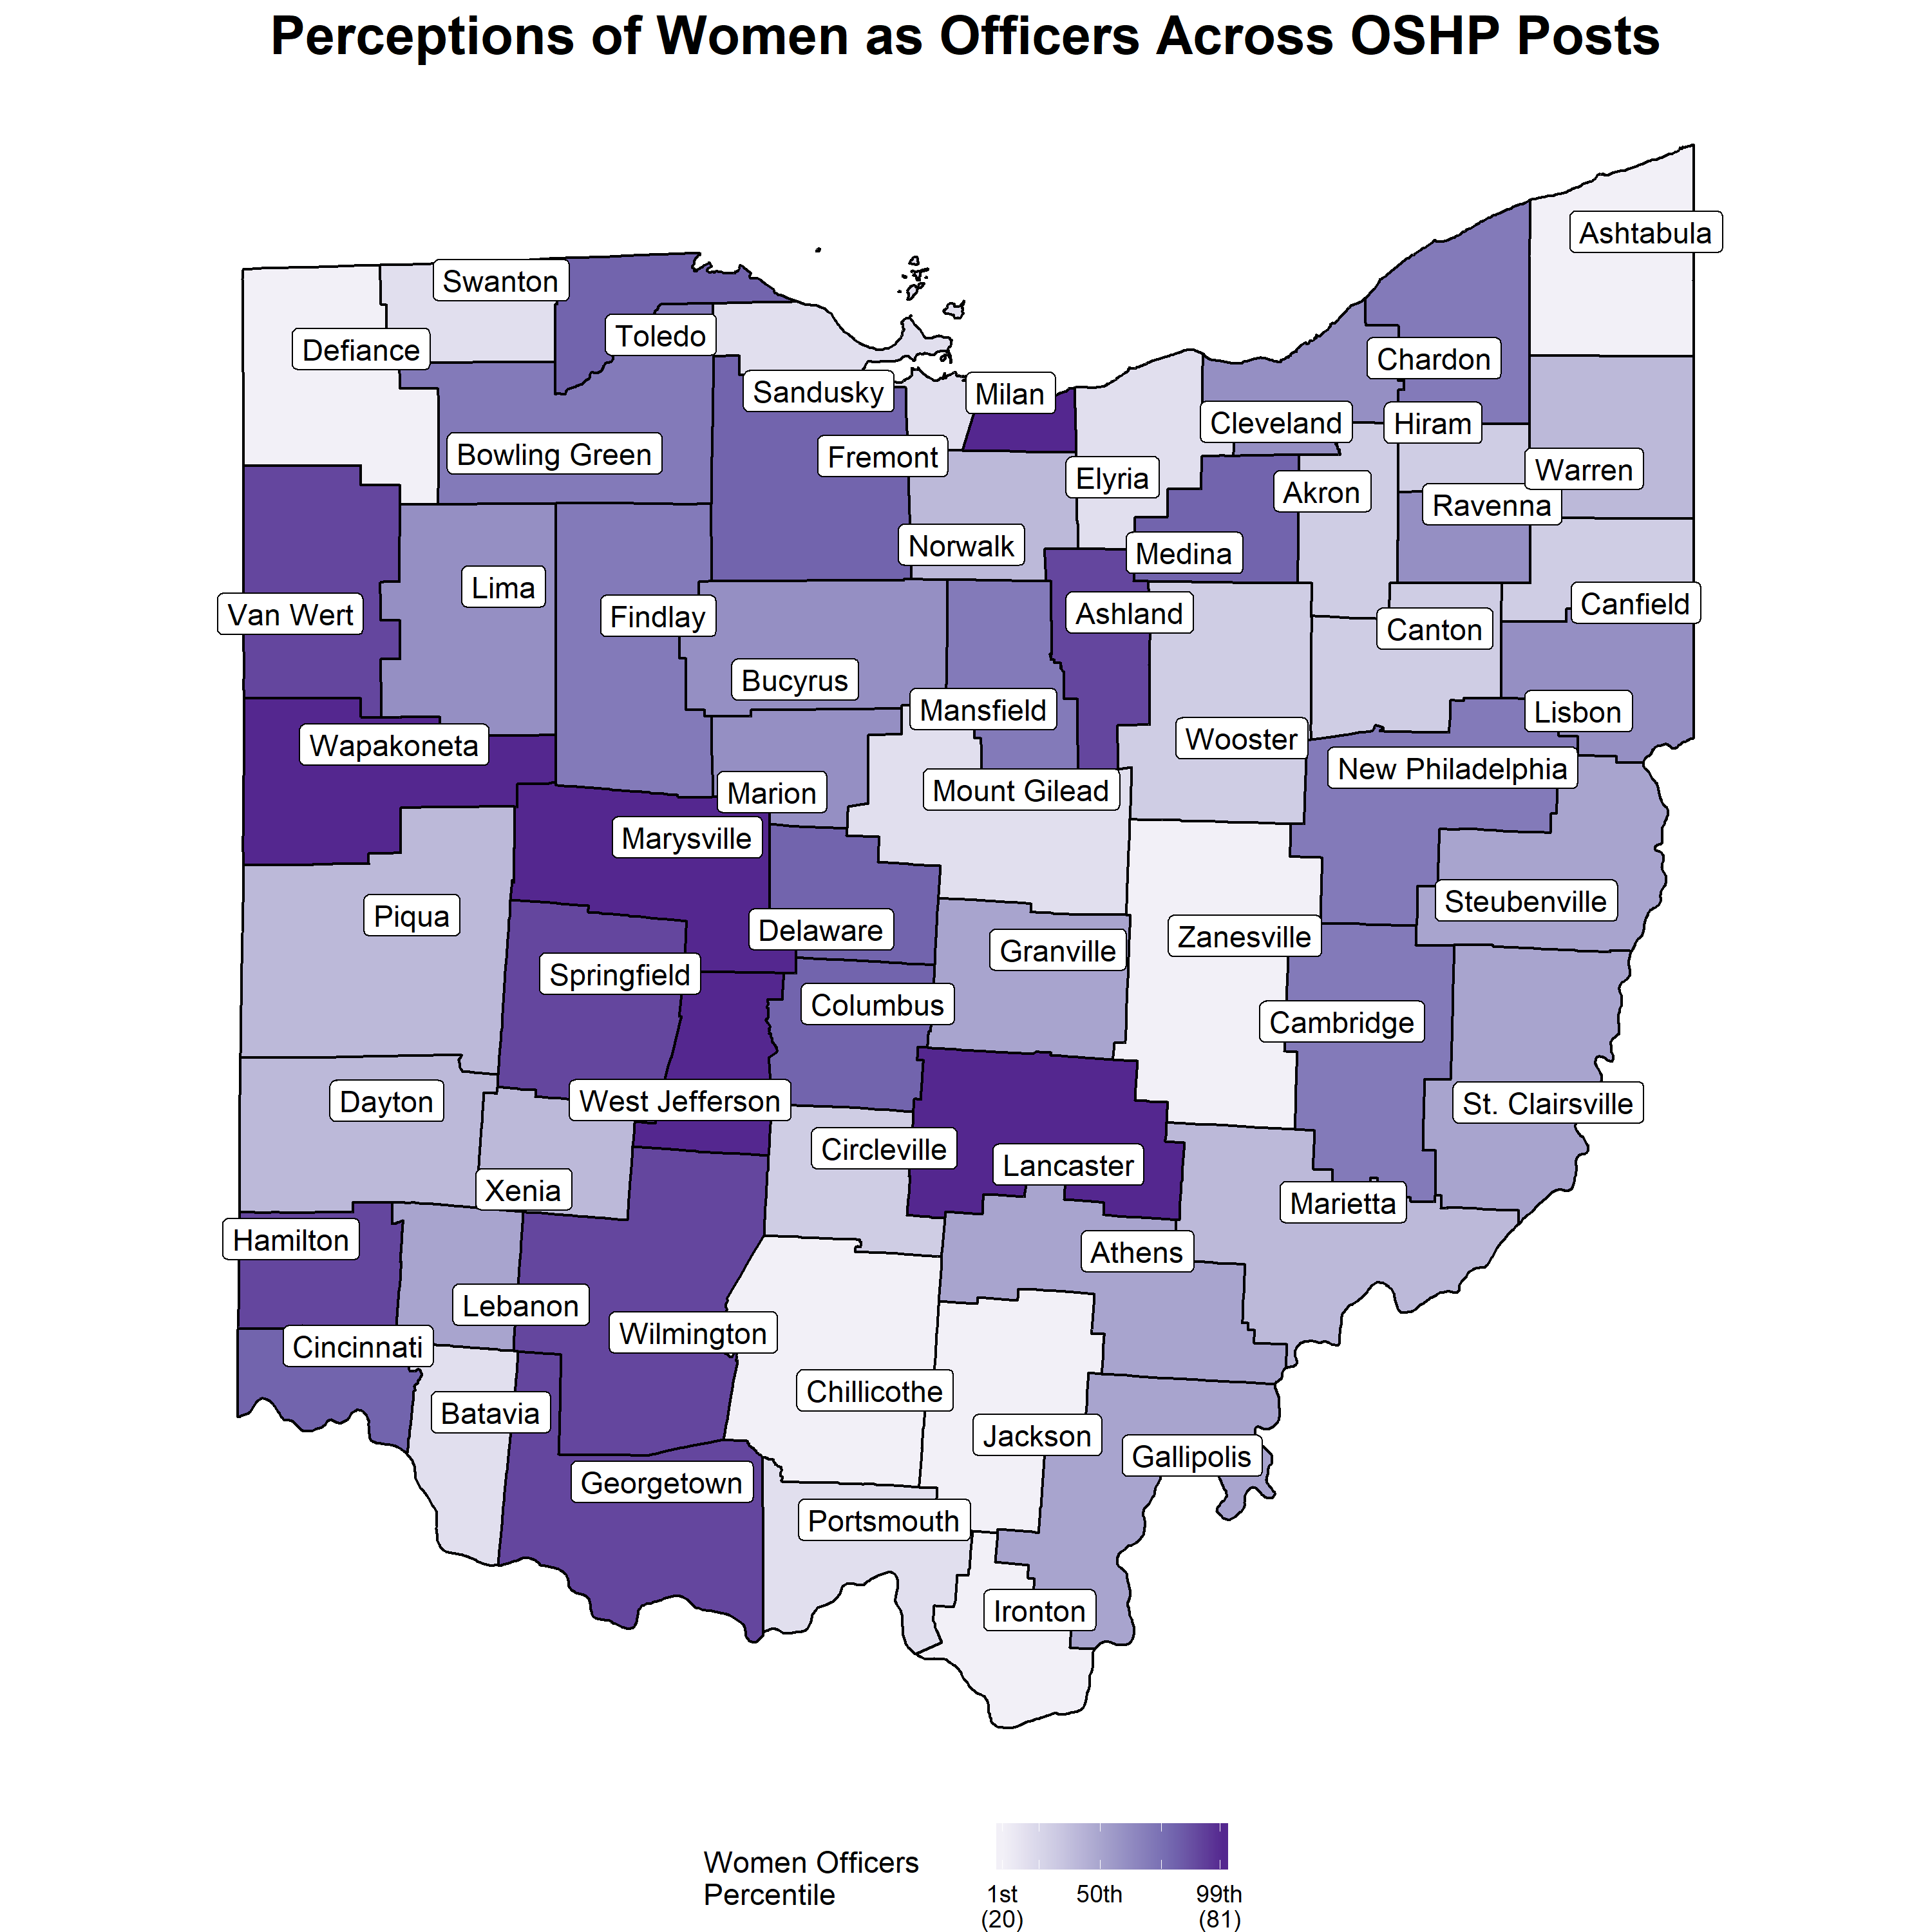 Perceptions of Women as Officers Across OSHP Posts
Ashtabula
Swanton
Toledo
Defiance
Chardon
Sandusky
Milan
Cleveland
Hiram
Bowling Green
Fremont
Elyria
Warren
Akron
Ravenna
Norwalk
Medina
Lima
Van Wert
Findlay
Ashland
Canfield
Canton
Bucyrus
Mansfield
Lisbon
Wapakoneta
Wooster
New Philadelphia
Marion
Mount Gilead
Marysville
Steubenville
Piqua
Delaware
Zanesville
Granville
Springfield
Columbus
Cambridge
Dayton
West Jefferson
St. Clairsville
Circleville
Lancaster
Xenia
Marietta
Hamilton
Athens
Lebanon
Wilmington
Cincinnati
Chillicothe
Batavia
Jackson
Gallipolis
Georgetown
Portsmouth
Ironton
Women Officers
Percentile
1st 50th 99th
(20) (81)